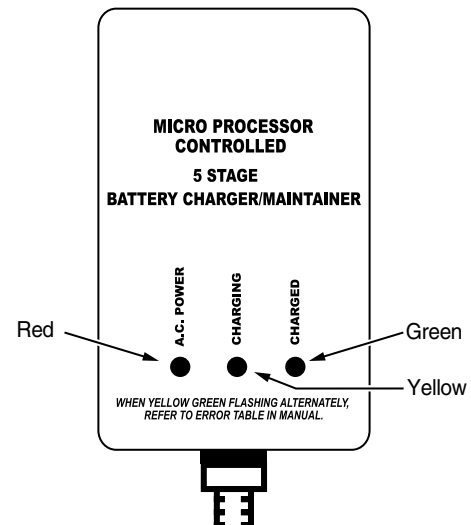 MICRO PROCESSOR
CONTROLLED
5 STAGE
BATTERY CHARGER/MAINTAINER
A.C. POWER
CHARGING
CHARGED
Red
Green
Yellow
WHEN YELLOW GREEN FLASHING ALTERNATELY,
REFER TO ERROR TABLE IN MANUAL.